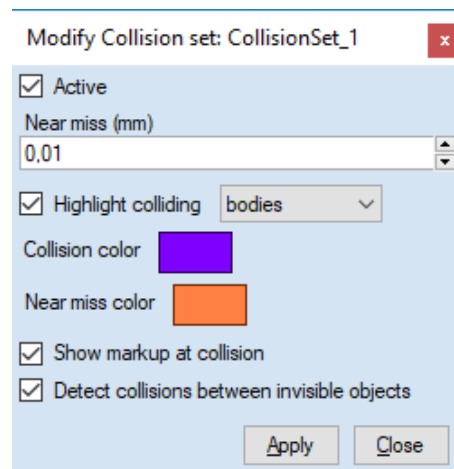 Modify Collision set: CollisionSet_1 x
Active
Near miss (mm)
0,01
Highlight colliding bodies
Collision color
Near miss color
Show markup at collision
Detect collisions between invisible objects
Apply Close